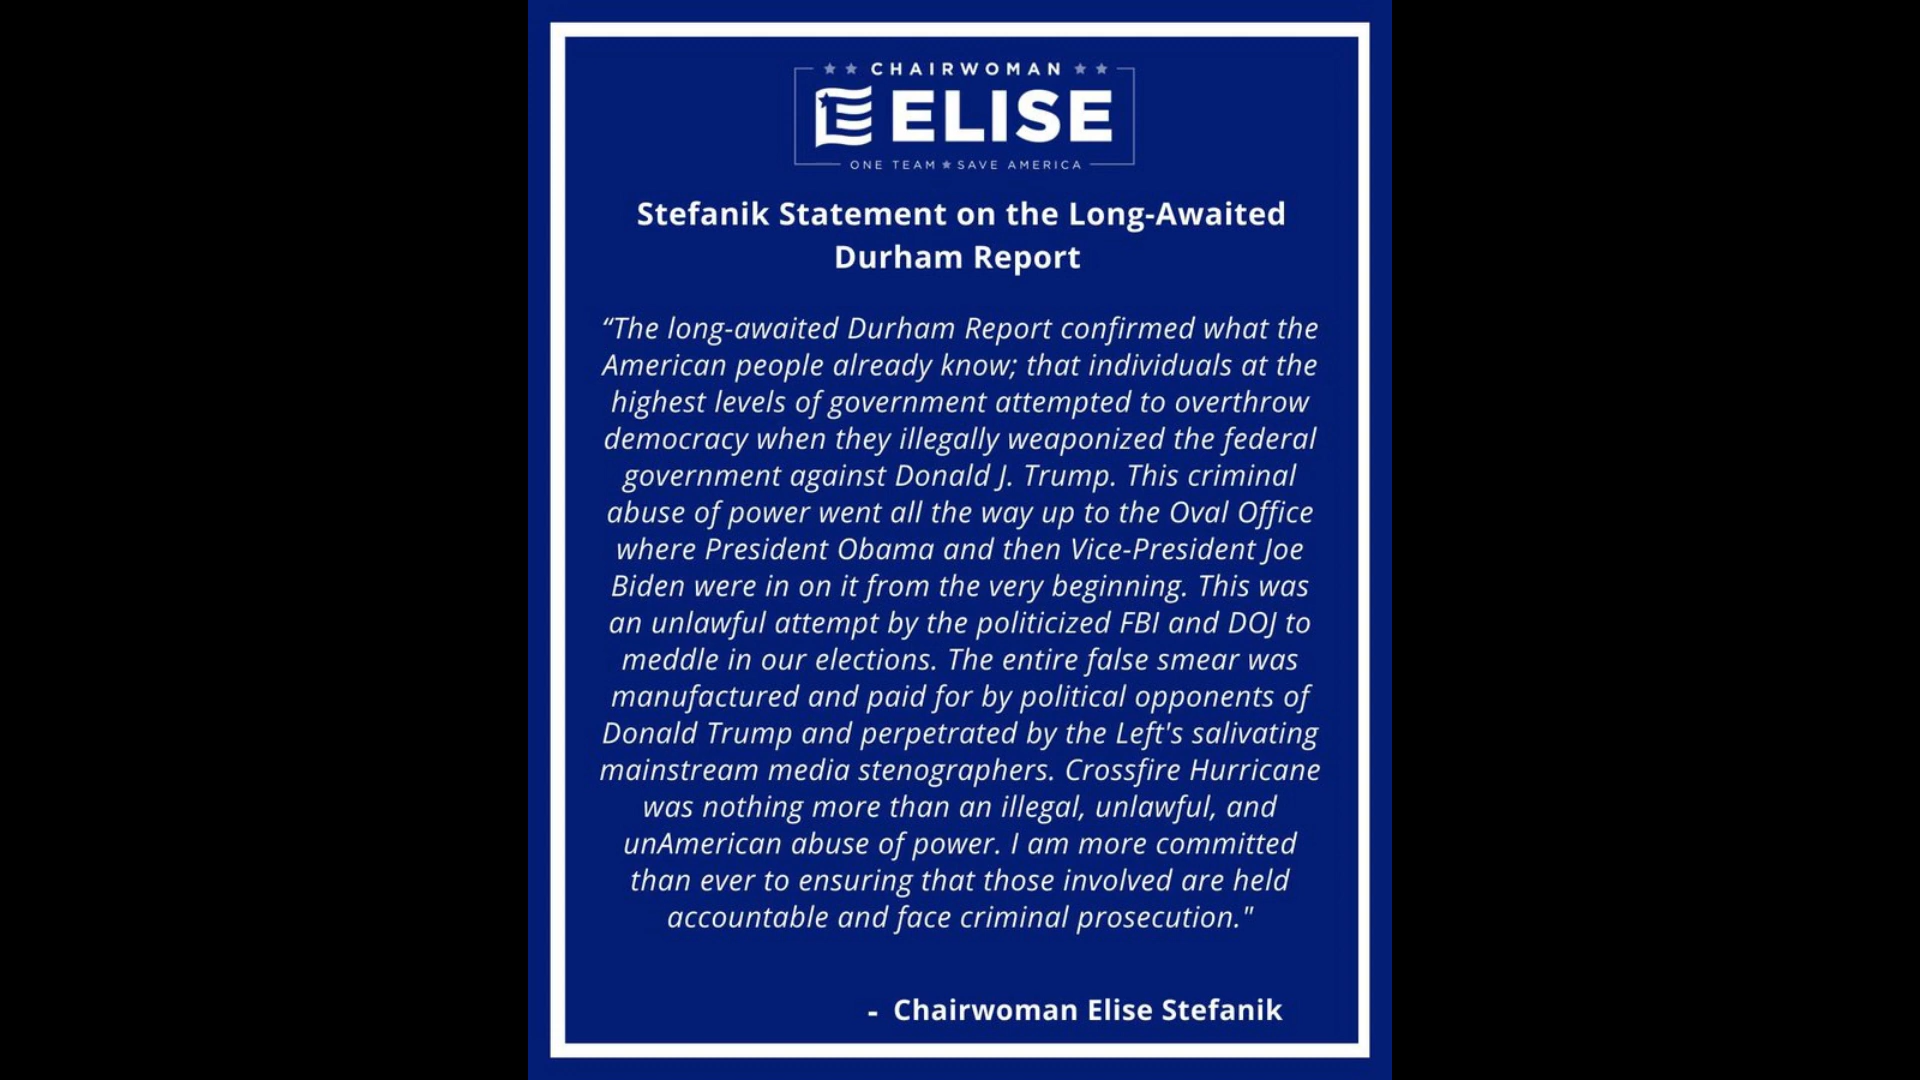 CHAIRWOMAN
ELISE
ONE TEAM ★ SAVE AMERICA
Stefanik Statement on the Long-Awaited
Durham Report
“The long-awaited Durham Report confirmed what the
American people already know; that individuals at the
highest levels of government attempted to overthrow
democracy when they illegally weaponized the federal
government against Donald J. Trump. This criminal
abuse of power went all the way up to the Oval Office
where President Obama and then Vice-President Joe
Biden were in on it from the very beginning. This was
an unlawful attempt by the politicized FBI and DOJ to
meddle in our elections. The entire false smear was
manufactured and paid for by political opponents of
Donald Trump and perpetrated by the Left's salivating
mainstream media stenographers. Crossfire Hurricane
was nothing more than an illegal, unlawful, and
unAmerican abuse of power. I am more committed
than ever to ensuring that those involved are held
accountable and face criminal prosecution."
- Chairwoman Elise Stefanik